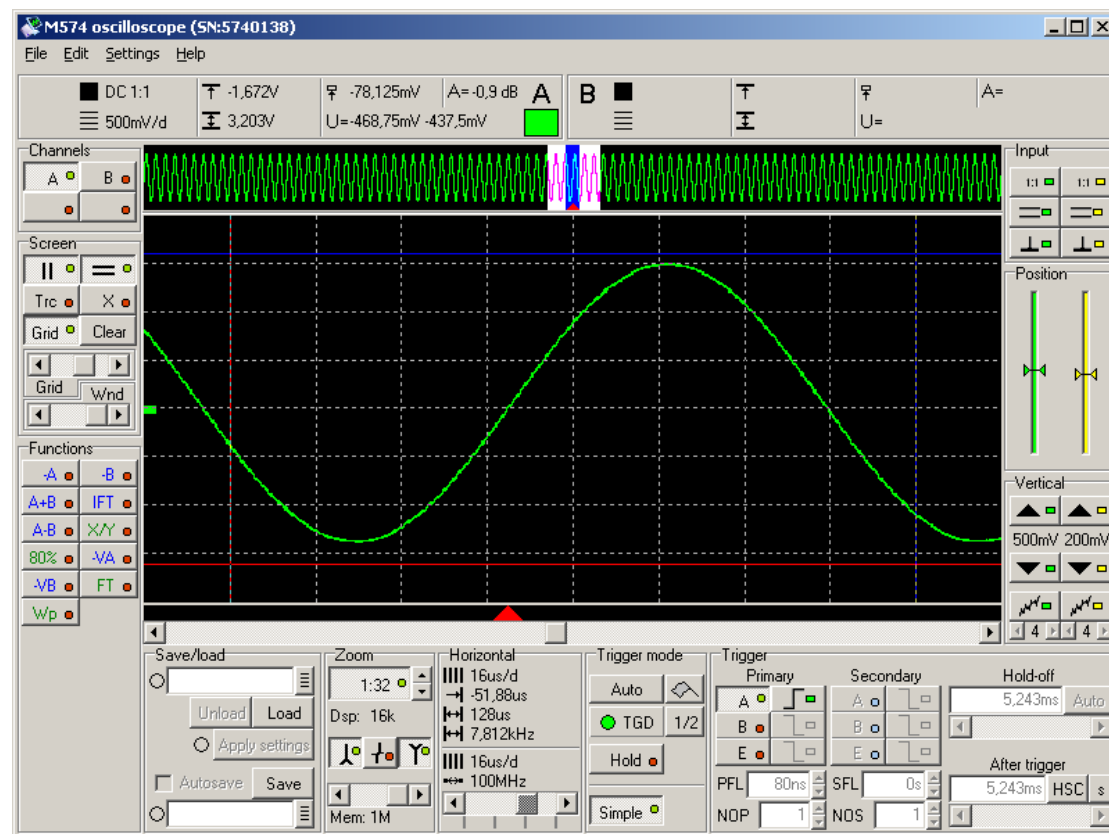 M574 oscilloscope (SN:5740138)
File Edit Settings Help
DC 1:1 -1,672V -78,125mV A=-0,9 dB A B A=
500mV/d 3,203V U=-468,75mV -437,5mV U=
Channels
A B
Screen
Trc X
Grid Clear
Grid Wnd
Functions
-A -B
A+B IFT
A-B X/Y
80% -VA
-VB FT
Wp
Input
1:1 1:1
Position
Vertical
500mV 200mV
4 4
Save/load
Unload Load
Apply settings
Autosave Save
Zoom
1:32
Dsp: 16k
Mem: 1M
Horizontal
16us/d
-51,88us
128us
7,812kHz
16us/d
100MHz
Trigger mode
Auto
TGD 1/2
Hold
Simple
Trigger
Primary Secondary Hold-off
A A 5,243ms Auto
B B
E E After trigger
PFL 80ns SFL 0s 5,243ms HSC s
NOP 1 NOS 1